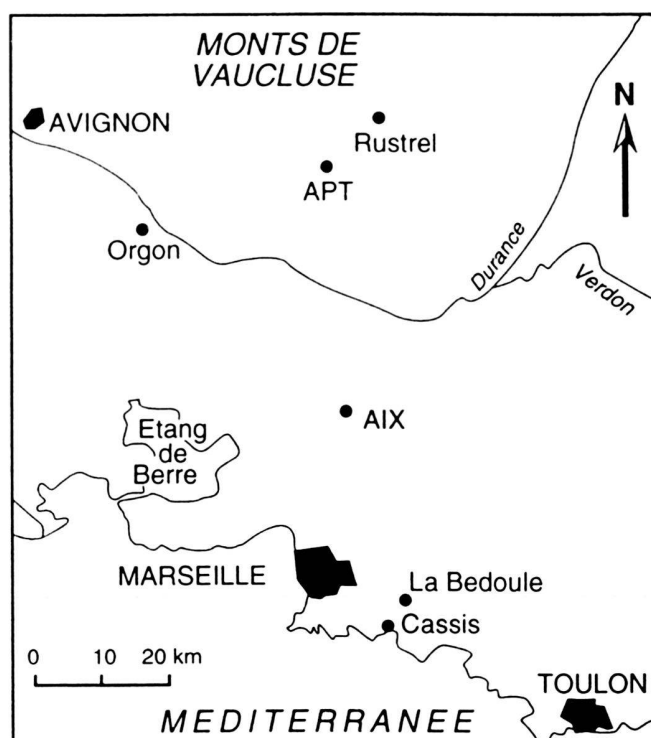 MONTS DE
VAUCLUSE
N
AVIGNON
Rustrel
APT
Orgon
Durance
Verdon
AIX
Etang
de
Berre
MARSEILLE
La Bedoule
Cassis
0 10 20 km
TOULON
MEDITERRANEE